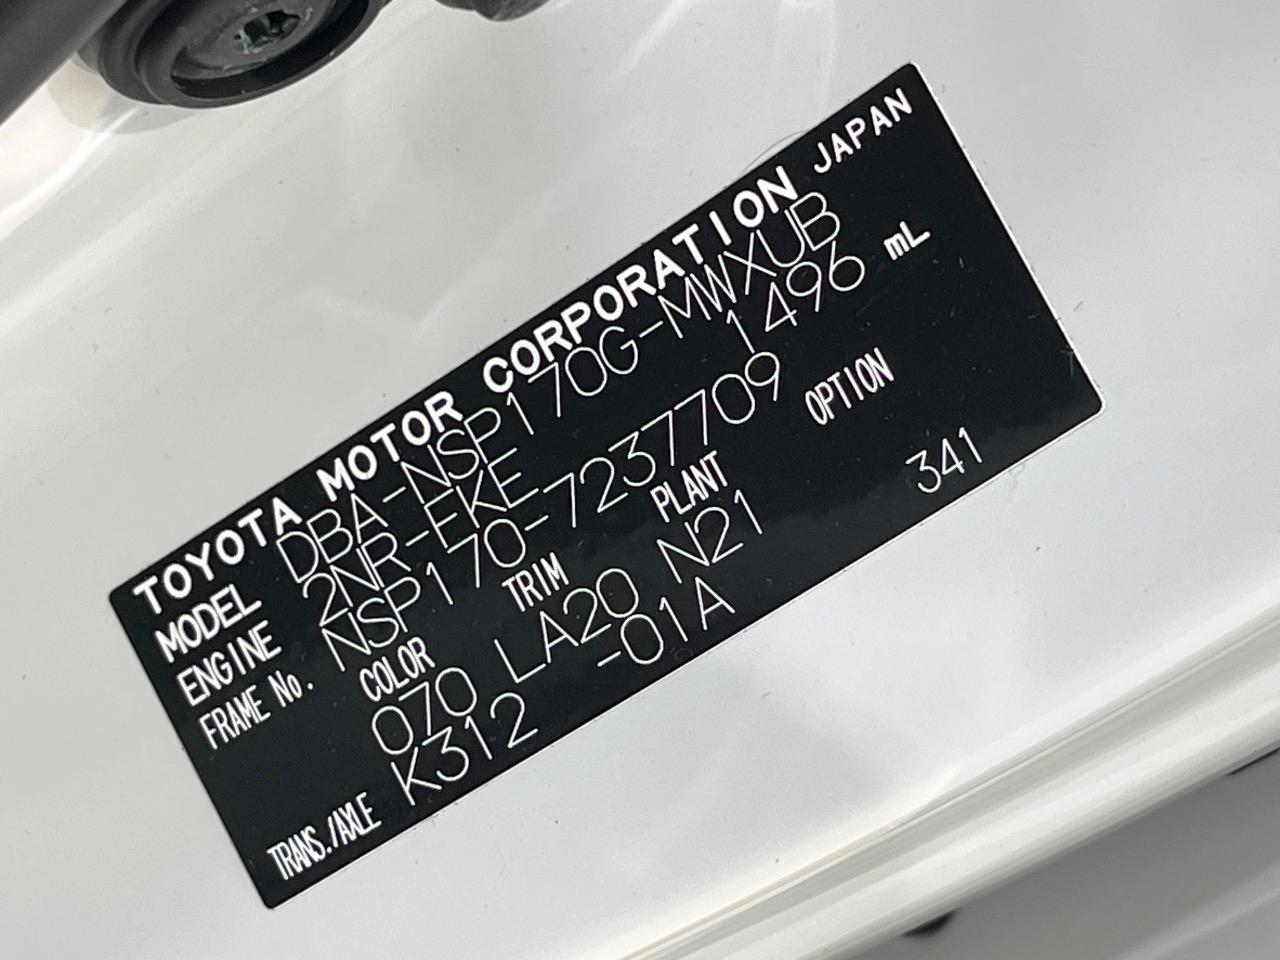 TOYOTA MOTOR CORPORATION JAPAN
MODEL DBA-NSP170G-MWXUB
ENGINE 2NR-FKE 1496 mL
FRAME No. NSP170-7237709
COLOR TRIM PLANT OPTION
070 LA20 N21 341
TRANS./AXLE K312 -01A